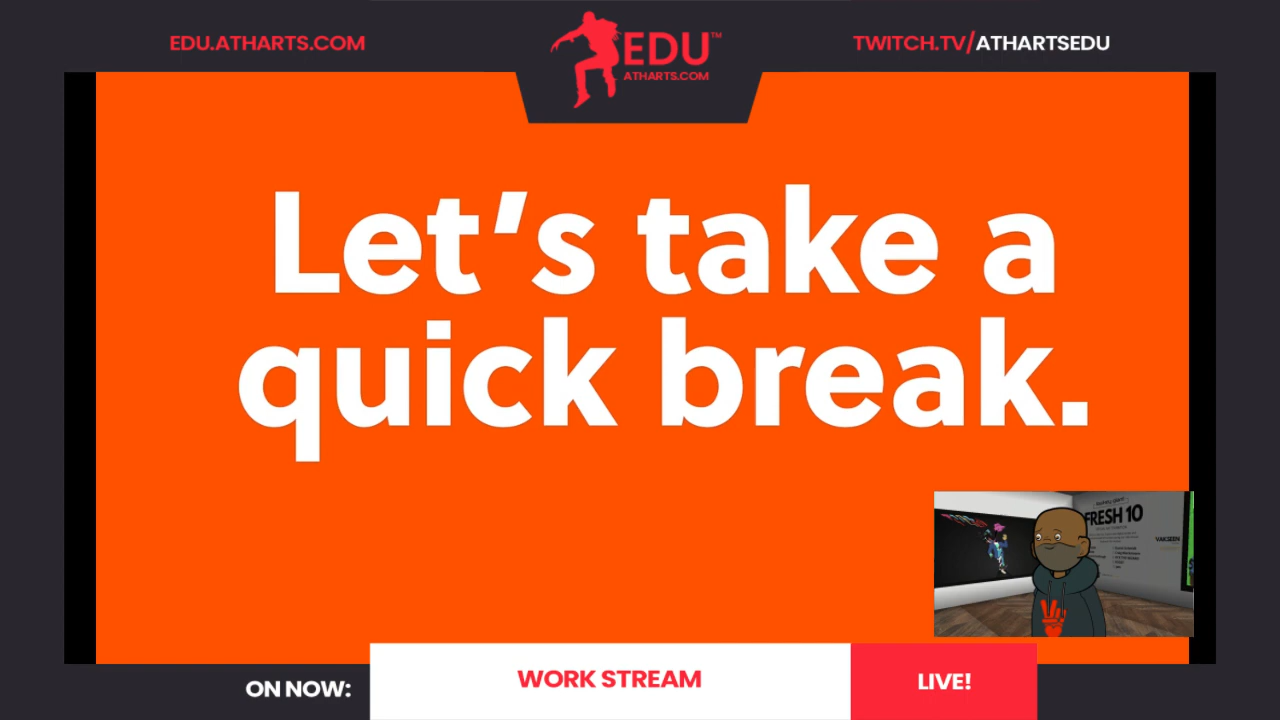 EDU.ATHARTS.COM
EDU™
ATHARTS.COM
TWITCH.TV/ATHARTSEDU
Let's take a
quick break.
FRESH 10
VAKSEEN
ON NOW:
WORK STREAM
LIVE!